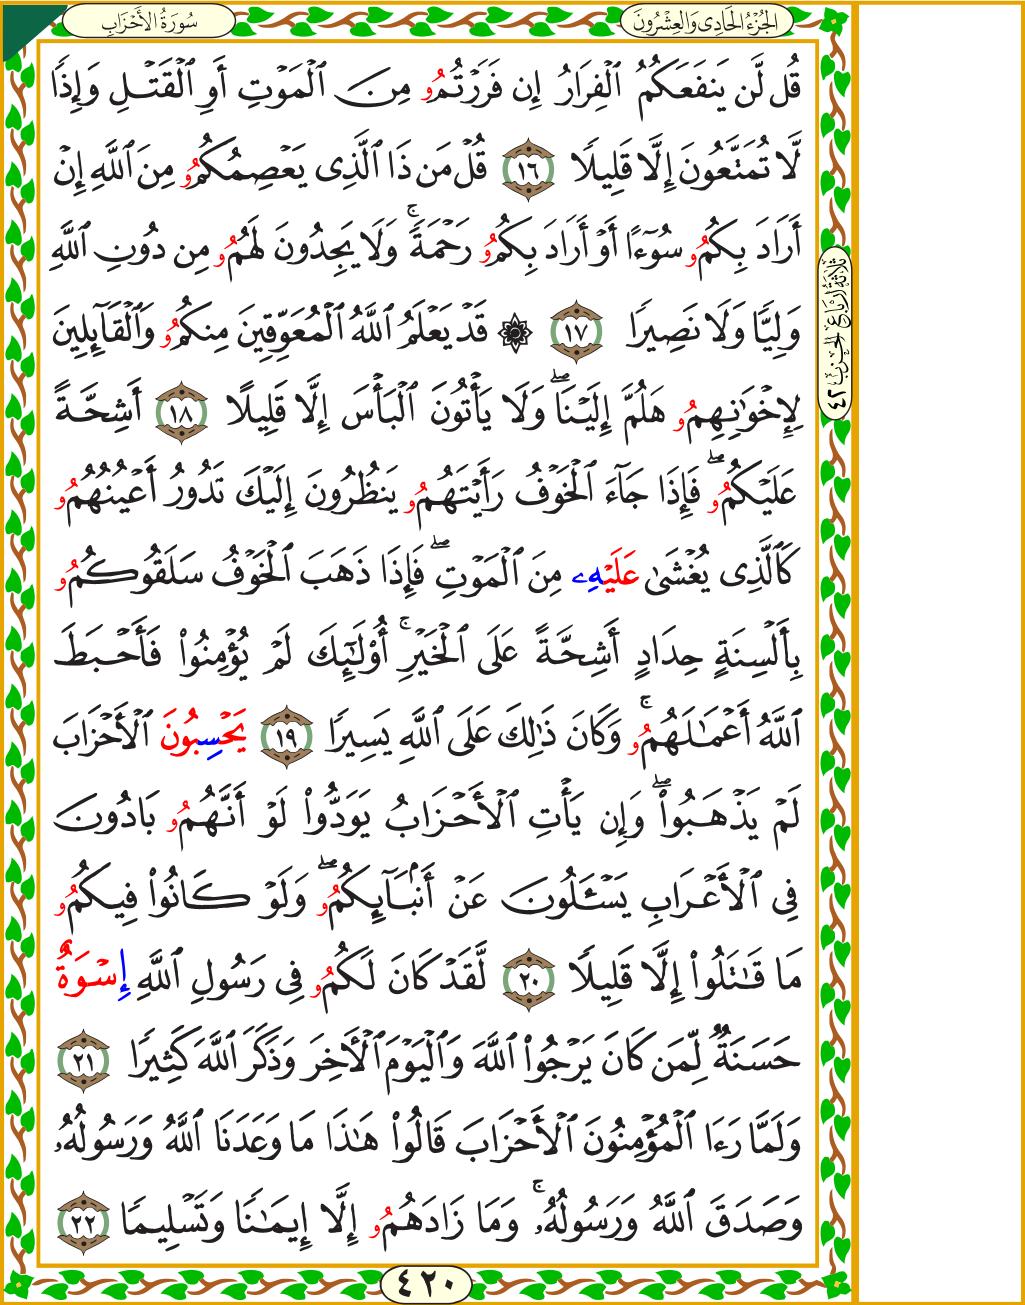 سُورَةُ الأَحْزَابِ
الجُزْءُ الحَادِى وَالعِشْرُونَ
قُل لَّن يَنفَعَكُمُ ٱلْفِرَارُ إِن فَرَرْتُمُۥ مِنَ ٱلْمَوْتِ أَوِ ٱلْقَتْلِ وَإِذًا
لَّا تُمَتَّعُونَ إِلَّا قَلِيلًا ١٦ قُلْ مَن ذَا ٱلَّذِى يَعْصِمُكُمُۥ مِنَ ٱللَّهِ إِنْ
أَرَادَ بِكُمُۥ سُوٓءًا أَوْ أَرَادَ بِكُمُۥ رَحْمَةً ۚ وَلَا يَجِدُونَ لَهُمُۥ مِن دُونِ ٱللَّهِ
وَلِيًّا وَلَا نَصِيرًا ١٧ ۞ قَدْ يَعْلَمُ ٱللَّهُ ٱلْمُعَوِّقِينَ مِنكُمُۥ وَٱلْقَآئِلِينَ
لِإِخْوَٰنِهِمُۥ هَلُمَّ إِلَيْنَا ۖ وَلَا يَأْتُونَ ٱلْبَأْسَ إِلَّا قَلِيلًا ١٨ أَشِحَّةً
عَلَيْكُمُۥ ۖ فَإِذَا جَآءَ ٱلْخَوْفُ رَأَيْتَهُمُۥ يَنظُرُونَ إِلَيْكَ تَدُورُ أَعْيُنُهُمُۥ
كَٱلَّذِى يُغْشَىٰ عَلَيْهِۦ مِنَ ٱلْمَوْتِ ۖ فَإِذَا ذَهَبَ ٱلْخَوْفُ سَلَقُوكُمُۥ
بِأَلْسِنَةٍ حِدَادٍ أَشِحَّةً عَلَى ٱلْخَيْرِ ۚ أُو۟لَٰٓئِكَ لَمْ يُؤْمِنُوا۟ فَأَحْبَطَ
ٱللَّهُ أَعْمَٰلَهُمُۥ ۚ وَكَانَ ذَٰلِكَ عَلَى ٱللَّهِ يَسِيرًا ١٩ يَحْسِبُونَ ٱلْأَحْزَابَ
لَمْ يَذْهَبُوا۟ ۖ وَإِن يَأْتِ ٱلْأَحْزَابُ يَوَدُّوا۟ لَوْ أَنَّهُمُۥ بَادُونَ
فِى ٱلْأَعْرَابِ يَسْـَٔلُونَ عَنْ أَنۢبَآئِكُمُۥ ۖ وَلَوْ كَانُوا۟ فِيكُمُۥ
مَا قَٰتَلُوا۟ إِلَّا قَلِيلًا ٢٠ لَّقَدْ كَانَ لَكُمُۥ فِى رَسُولِ ٱللَّهِ إِسْوَةٌ
حَسَنَةٌ لِّمَن كَانَ يَرْجُوا۟ ٱللَّهَ وَٱلْيَوْمَ ٱلْأَخِرَ وَذَكَرَ ٱللَّهَ كَثِيرًا ٢١
وَلَمَّا رَءَا ٱلْمُؤْمِنُونَ ٱلْأَحْزَابَ قَالُوا۟ هَٰذَا مَا وَعَدَنَا ٱللَّهُ وَرَسُولُهُۥ
وَصَدَقَ ٱللَّهُ وَرَسُولُهُۥ ۚ وَمَا زَادَهُمُۥ إِلَّا إِيمَٰنًا وَتَسْلِيمًا ٢٢
ثَلَاثَةُ أَرْبَاعِ الحِزْبِ ٤٢
٤٢٠